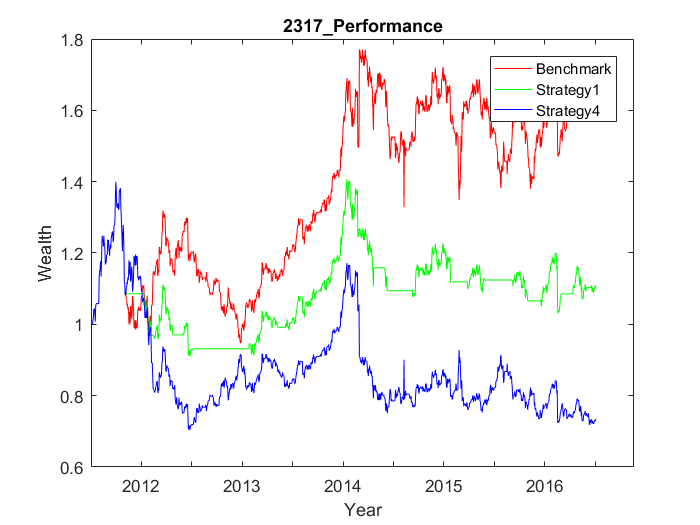 2317_Performance
1.8
1.6
1.4
1.2
1
0.8
0.6
Wealth
Benchmark
Strategy1
Strategy4
2012 2013 2014 2015 2016
Year